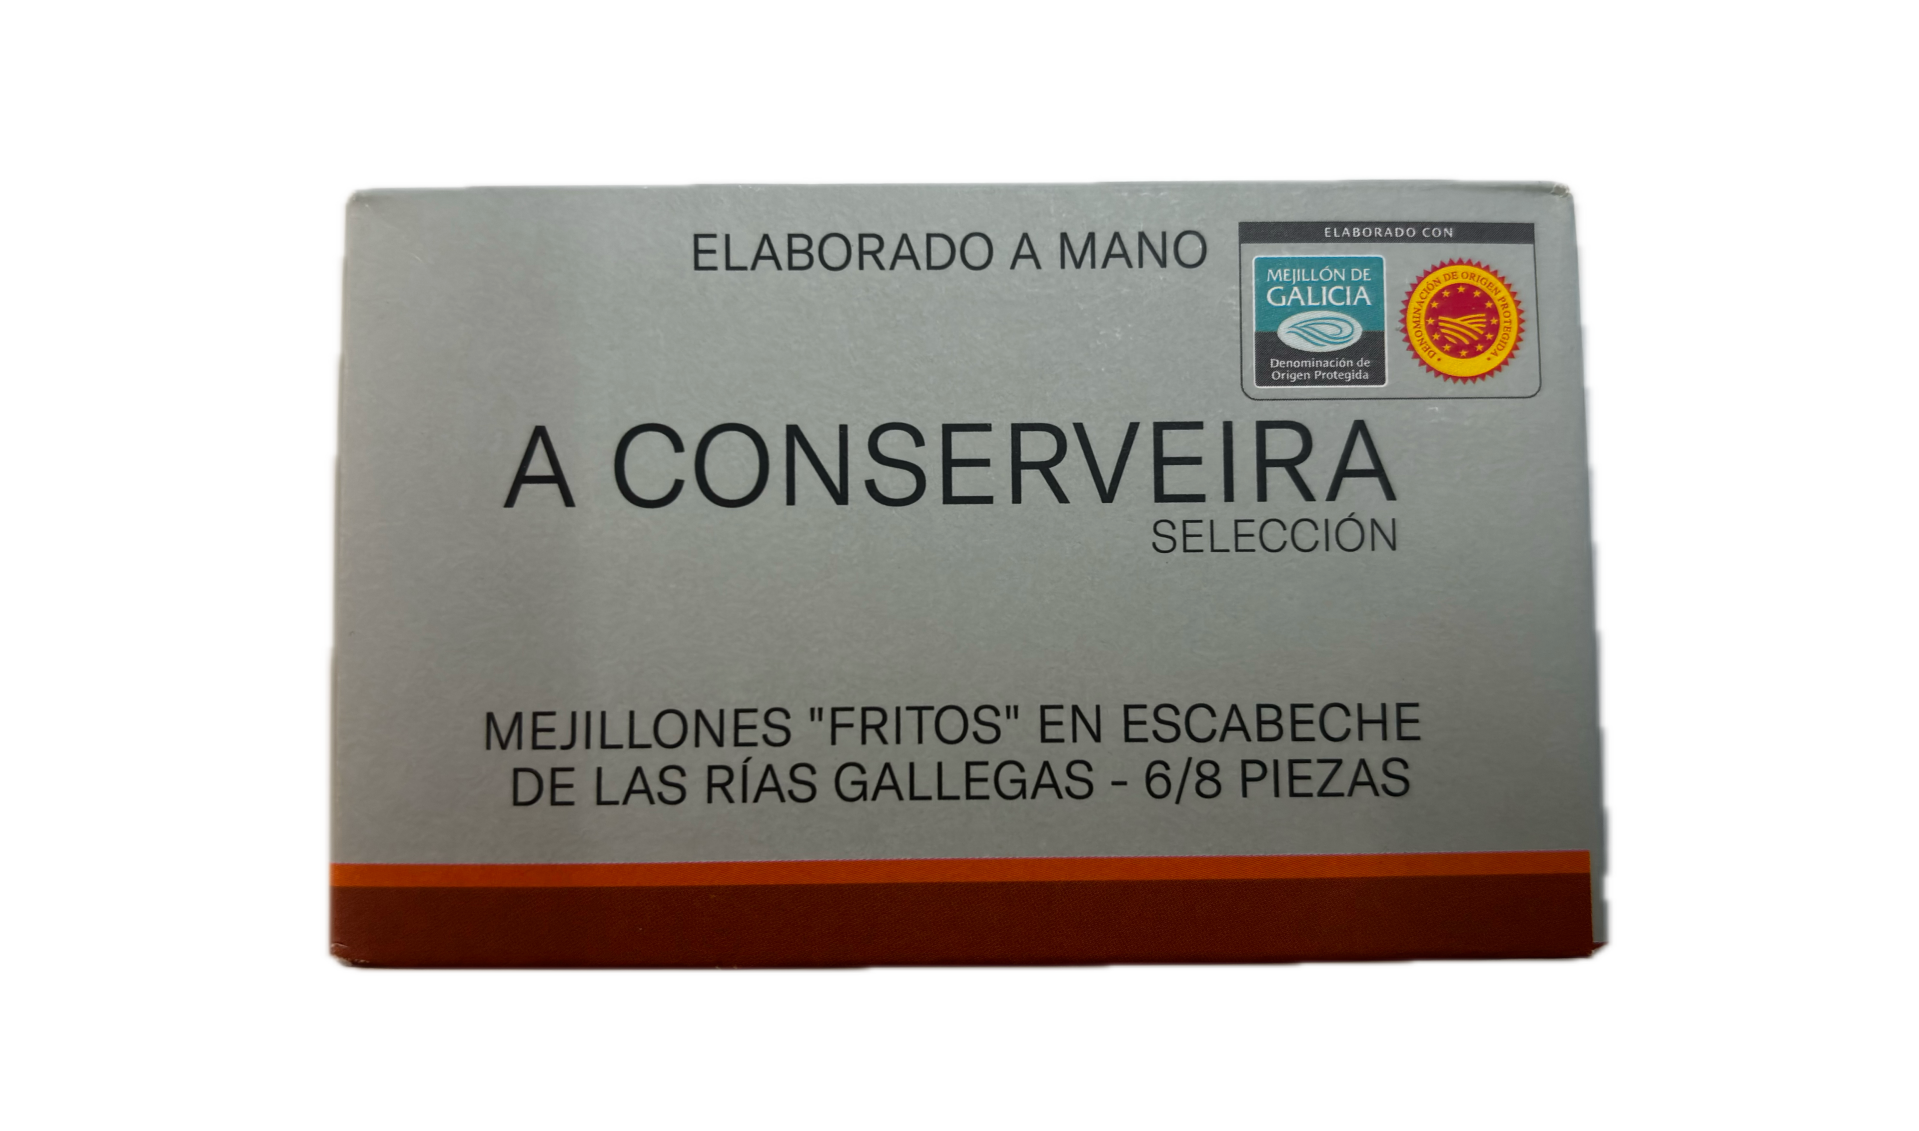 ELABORADO A MANO
ELABORADO CON
MEJILLÓN DE
GALICIA
Denominación de
Origen Protegida
DENOMINACIÓN DE ORIGEN PROTEGIDA
A CONSERVEIRA
SELECCIÓN
MEJILLONES "FRITOS" EN ESCABECHE
DE LAS RÍAS GALLEGAS - 6/8 PIEZAS